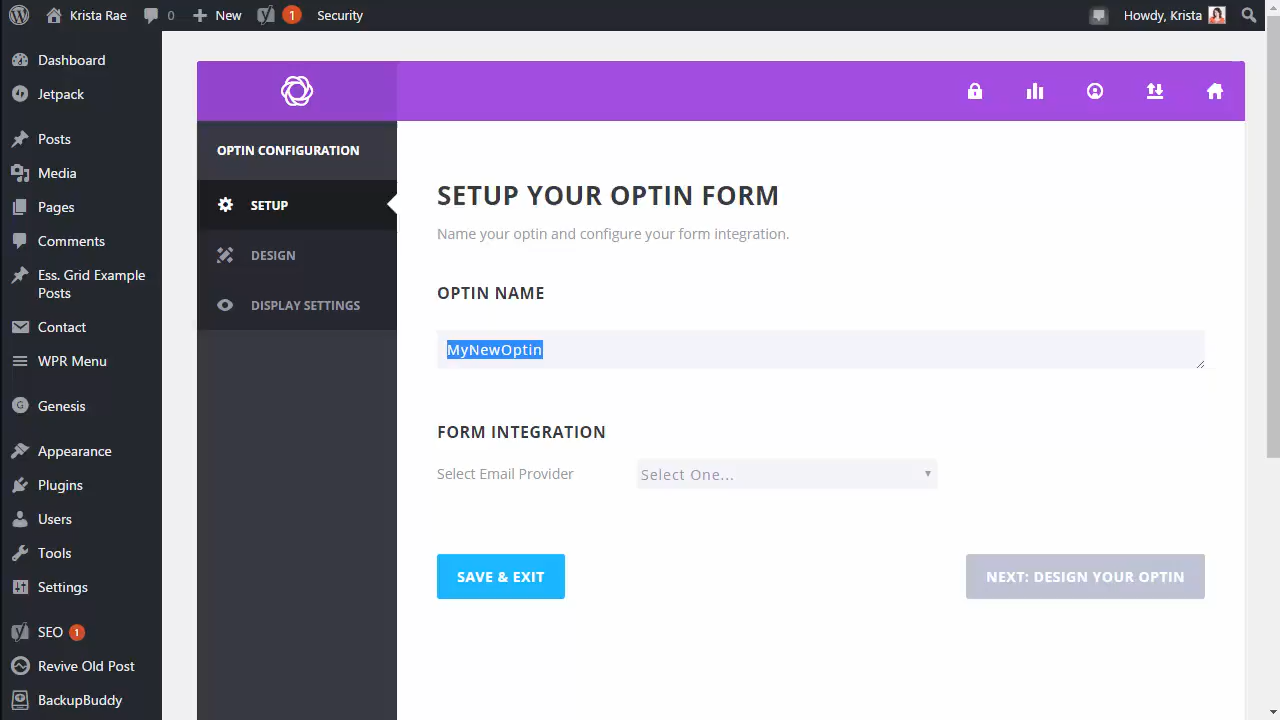 Krista Rae 0 New 1 Security Howdy, Krista
Dashboard
Jetpack
Posts
Media
Pages
Comments
Ess. Grid Example
Posts
Contact
WPR Menu
Genesis
Appearance
Plugins
Users
Tools
Settings
SEO 1
Revive Old Post
BackupBuddy
OPTIN CONFIGURATION
SETUP
DESIGN
DISPLAY SETTINGS
SETUP YOUR OPTIN FORM
Name your optin and configure your form integration.
OPTIN NAME
MyNewOptin
FORM INTEGRATION
Select Email Provider Select One...
SAVE & EXIT NEXT: DESIGN YOUR OPTIN